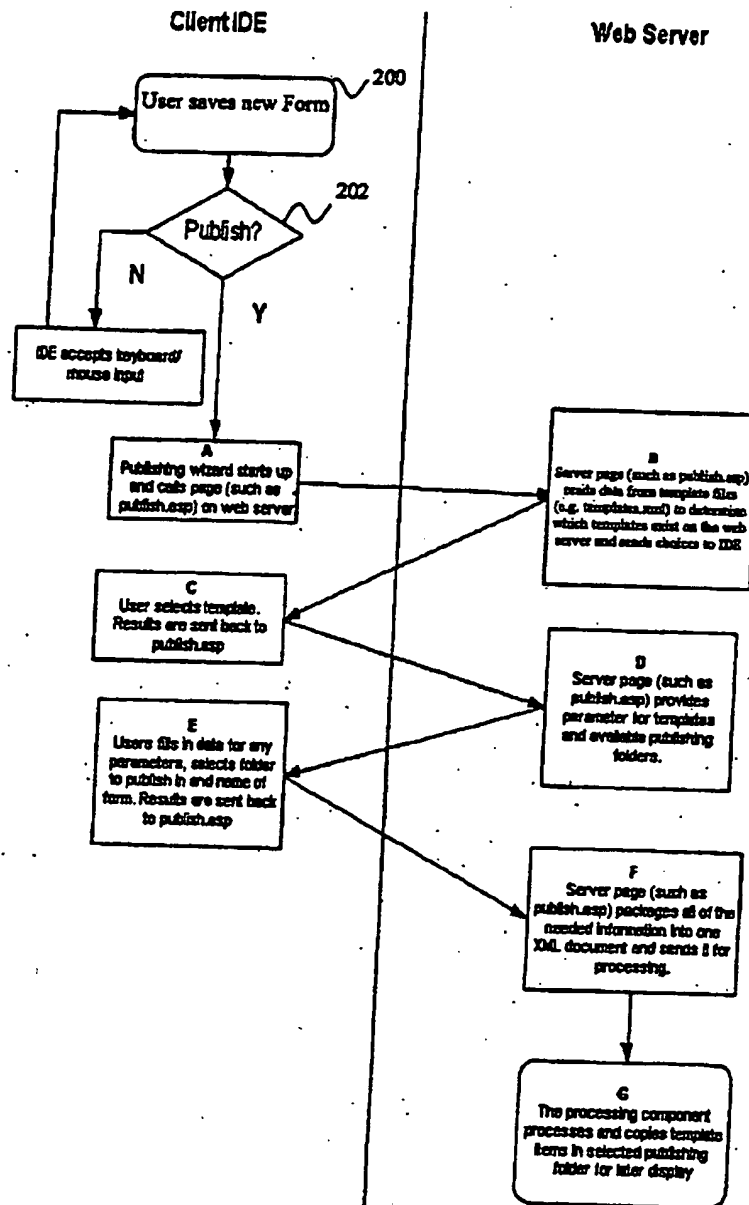 Client IDE
Web Server
200
User saves new Form
202
Publish?
N
Y
IDE accepts keyboard/
mouse input
A
Publishing wizard starts up
and calls page (such as
publish.asp) on web server
B
Server page (such as publish.asp)
reads data from template files
(e.g. templates.xml) to determine
which templates exist on the web
server and sends choices to IDE
C
User selects template.
Results are sent back to
publish.asp
D
Server page (such as
publish.asp) provides
parameter for templates
and available publishing
folders.
E
Users fills in data for any
parameters, selects folder
to publish in and name of
form. Results are sent back
to publish.asp
F
Server page (such as
publish.asp) packages all of the
needed information into one
XML document and sends it for
processing.
G
The processing component
processes and copies template
items in selected publishing
folder for later display